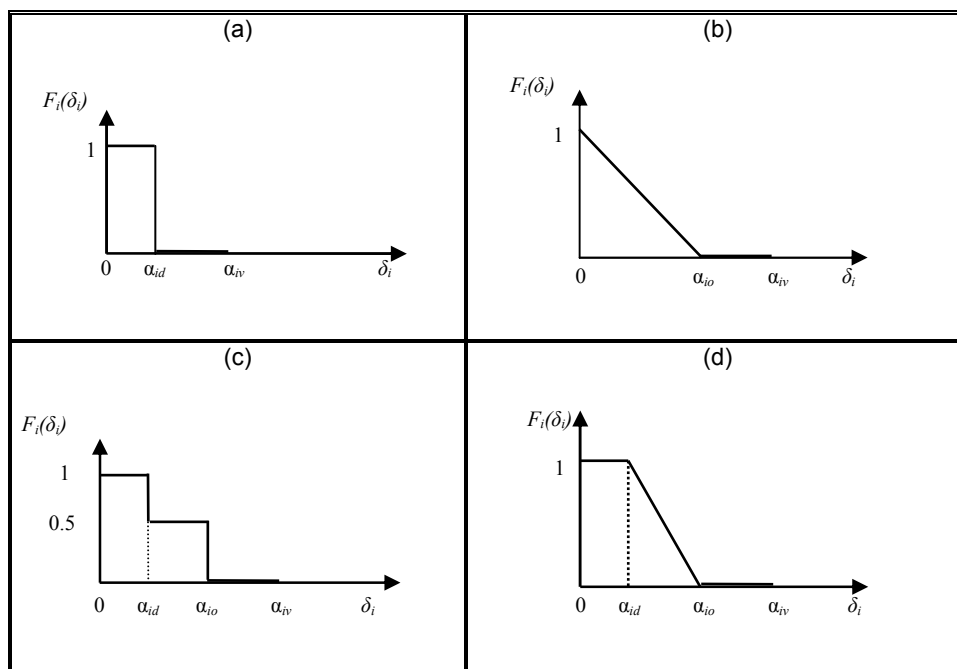 (a)
Fᵢ(δᵢ)
1
0 αid αiv δᵢ
(b)
Fᵢ(δᵢ)
1
0 αio αiv δᵢ
(c)
Fᵢ(δᵢ)
1
0.5
0 αid αio αiv δᵢ
(d)
Fᵢ(δᵢ)
1
0 αid αio αiv δᵢ